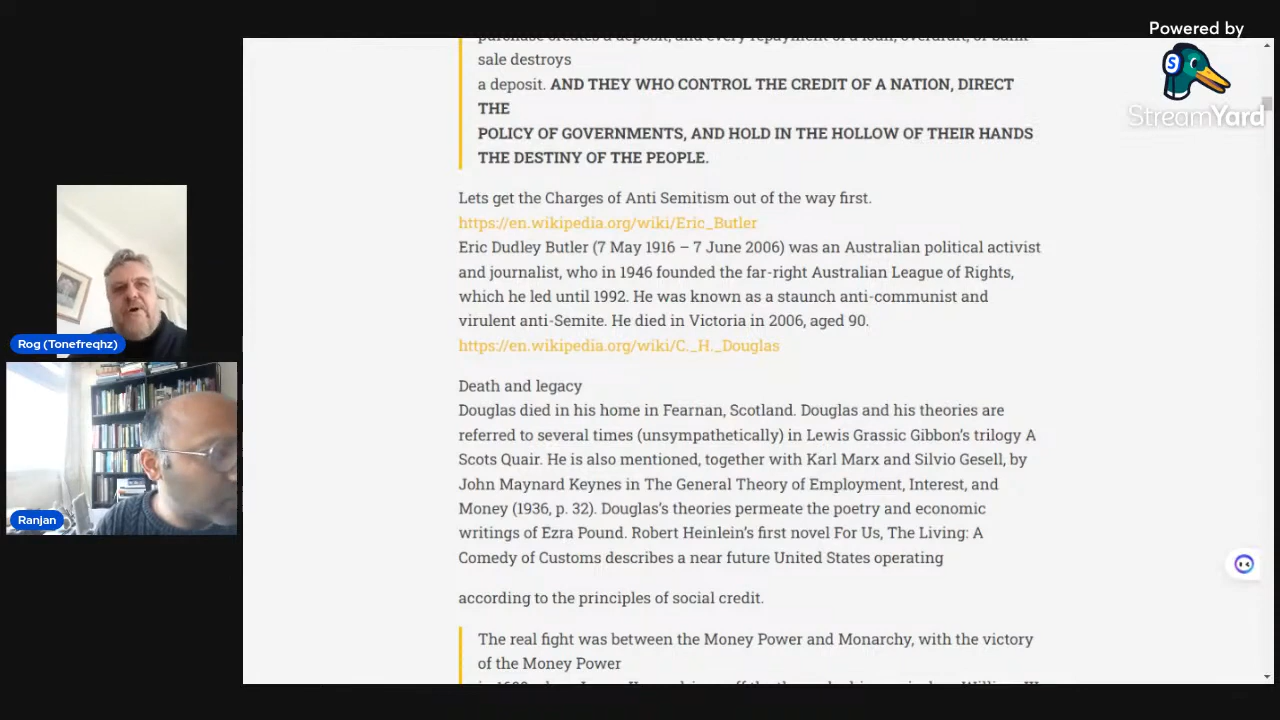 Powered by
StreamYard
purchase creates a deposit, and every repayment of a loan, overdraft, or bank
sale destroys
a deposit. AND THEY WHO CONTROL THE CREDIT OF A NATION, DIRECT
THE
POLICY OF GOVERNMENTS, AND HOLD IN THE HOLLOW OF THEIR HANDS
THE DESTINY OF THE PEOPLE.
Lets get the Charges of Anti Semitism out of the way first.
https://en.wikipedia.org/wiki/Eric_Butler
Eric Dudley Butler (7 May 1916 – 7 June 2006) was an Australian political activist
and journalist, who in 1946 founded the far-right Australian League of Rights,
which he led until 1992. He was known as a staunch anti-communist and
virulent anti-Semite. He died in Victoria in 2006, aged 90.
https://en.wikipedia.org/wiki/C._H._Douglas
Death and legacy
Douglas died in his home in Fearnan, Scotland. Douglas and his theories are
referred to several times (unsympathetically) in Lewis Grassic Gibbon's trilogy A
Scots Quair. He is also mentioned, together with Karl Marx and Silvio Gesell, by
John Maynard Keynes in The General Theory of Employment, Interest, and
Money (1936, p. 32). Douglas's theories permeate the poetry and economic
writings of Ezra Pound. Robert Heinlein's first novel For Us, The Living: A
Comedy of Customs describes a near future United States operating
according to the principles of social credit.
The real fight was between the Money Power and Monarchy, with the victory
of the Money Power
Rog (Tonefreqhz)
Ranjan